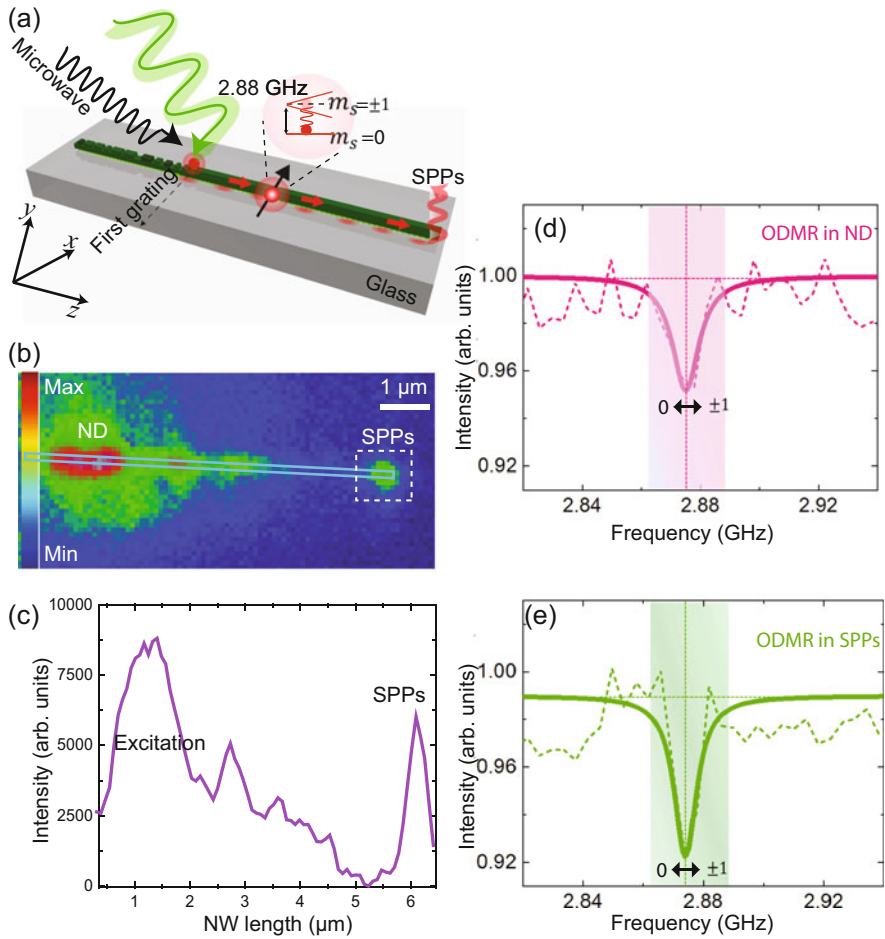 (a)
Microwave
2.88 GHz
mₛ=±1
mₛ=0
SPPs
First grating
y
x
z
Glass
(b)
Max
1 µm
ND
SPPs
Min
(c)
10000
7500
5000
2500
0
Intensity (arb. units)
Excitation
SPPs
1 2 3 4 5 6
NW length (µm)
(d)
ODMR in ND
1.00
0.96
0.92
Intensity (arb. units)
0 ±1
2.84 2.88 2.92
Frequency (GHz)
(e)
ODMR in SPPs
1.00
0.96
0.92
Intensity (arb. units)
0 ±1
2.84 2.88 2.92
Frequency (GHz)